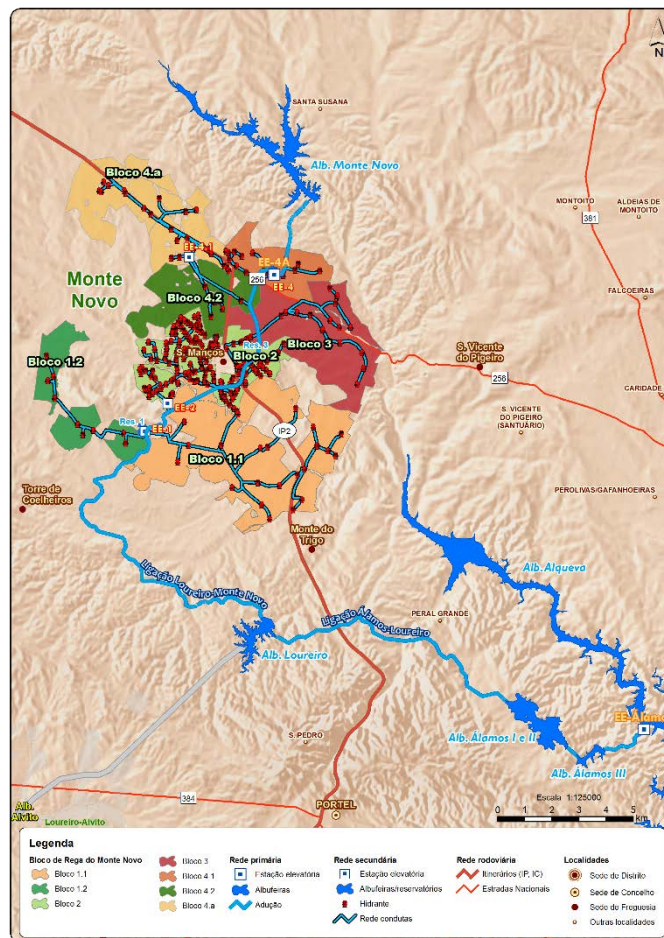 N
SANTA SUSANA
Alb. Monte Novo
Bloco 4.a
MONTOITO
ALDEIAS DE
MONTOITO
381
EE-4.1
EE-4A
256
EE-4
Monte
Novo
Bloco 4.2
FALCOEIRAS
Res. 3
Bloco 3
S. Manços
Bloco 2
Bloco 1.2
S. Vicente
do Pigeiro
256
CARIDADE
EE-2
Res. 1
EE-1
S. VICENTE
DO PIGEIRO
(SANTUÁRIO)
IP2
Bloco 1.1
PEROLIVAS/GAFANHOEIRAS
Torre de
Coelheiros
Monte do
Trigo
Alb. Alqueva
Ligação Loureiro-Monte Novo
PERAL GRANDE
Ligação Álamos-Loureiro
Alb. Loureiro
EE-Álamo
S. PEDRO
Alb. Álamos I e II
Alb. Álamos III
384
Escala 1:125000
0 1 2 3 4 5
km
Alb.
Alvito
Loureiro-Alvito
PORTEL
Legenda
Bloco de Rega do Monte Novo
Bloco 1.1
Bloco 1.2
Bloco 2
Bloco 3
Bloco 4.1
Bloco 4.2
Bloco 4.a
Rede primária
Estação elevatória
Albufeiras
Adução
Rede secundária
Estação elevatória
Albufeiras/reservatórios
Hidrante
Rede condutas
Rede rodoviária
Itinerários (IP, IC)
Estradas Nacionais
Localidades
Sede de Distrito
Sede de Concelho
Sede de Freguesia
Outras localidades